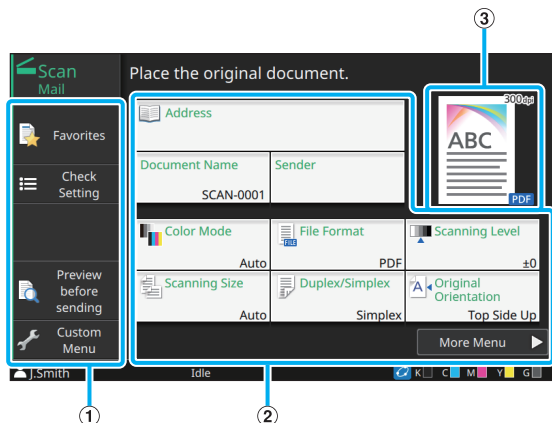 ③
Scan
Mail
Place the original document.
300dpi
Address
ABC
PDF
Favorites
Document Name
Sender
SCAN-0001
Check
Setting
Color Mode
File Format
Scanning Level
FILE
Auto
PDF
±0
Preview
before
sending
Scanning Size
Duplex/Simplex
A
Original
Orientation
Auto
Simplex
Top Side Up
Custom
Menu
More Menu
J.Smith
Idle
K C M Y G
① ②